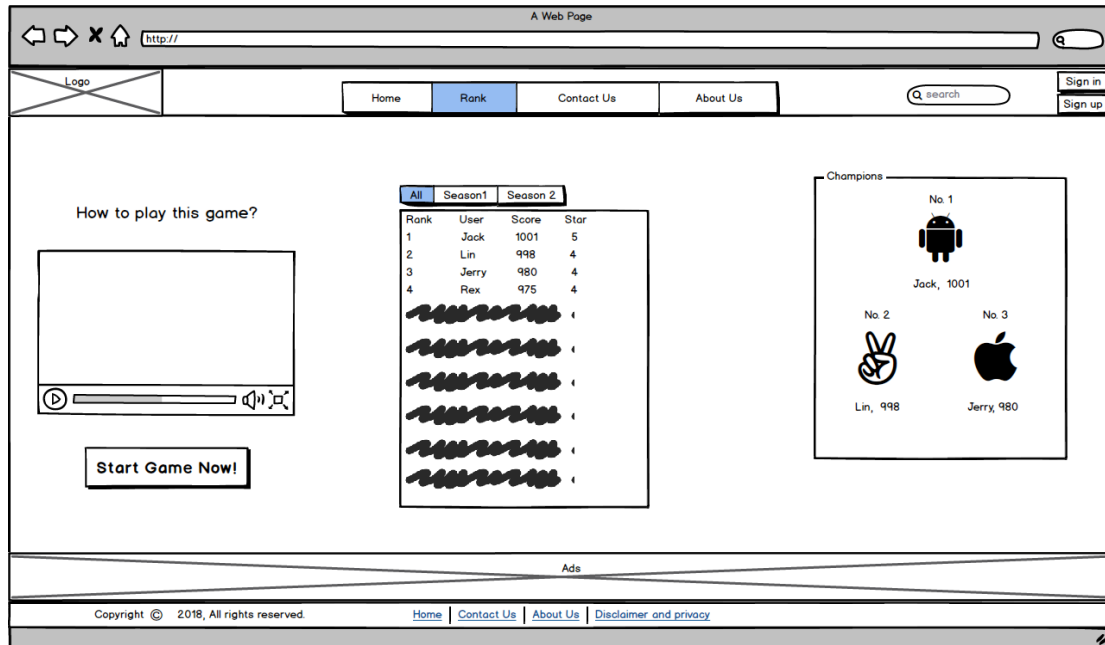 A Web Page
http://
Logo
Home Rank Contact Us About Us
search
Sign in
Sign up
How to play this game?
Start Game Now!
All Season1 Season 2
Rank User Score Star
1 Jack 1001 5
2 Lin 998 4
3 Jerry 980 4
4 Rex 975 4
Champions
No. 1
Jack, 1001
No. 2 No. 3
Lin, 998 Jerry, 980
Ads
Copyright © 2018, All rights reserved. Home Contact Us About Us Disclaimer and privacy